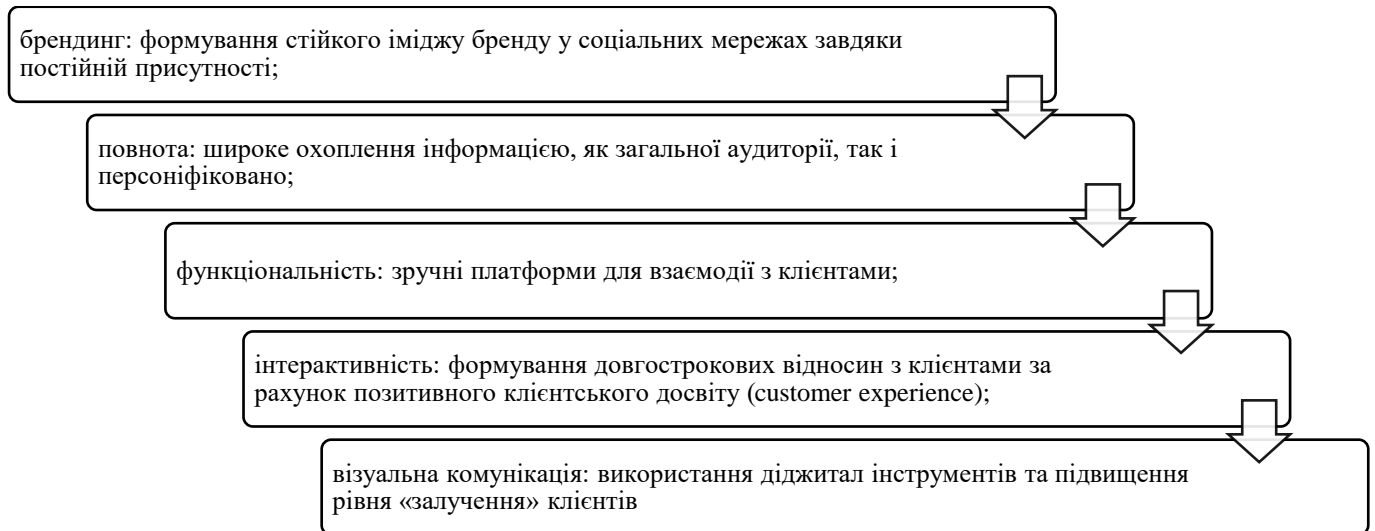 брендинг: формування стійкого іміджу бренду у соціальних мережах завдяки
постійній присутності;
повнота: широке охоплення інформацією, як загальної аудиторії, так і
персоніфіковано;
функціональність: зручні платформи для взаємодії з клієнтами;
інтерактивність: формування довгострокових відносин з клієнтами за
рахунок позитивного клієнтського досвіту (customer experience);
візуальна комунікація: використання діджитал інструментів та підвищення
рівня «залучення» клієнтів